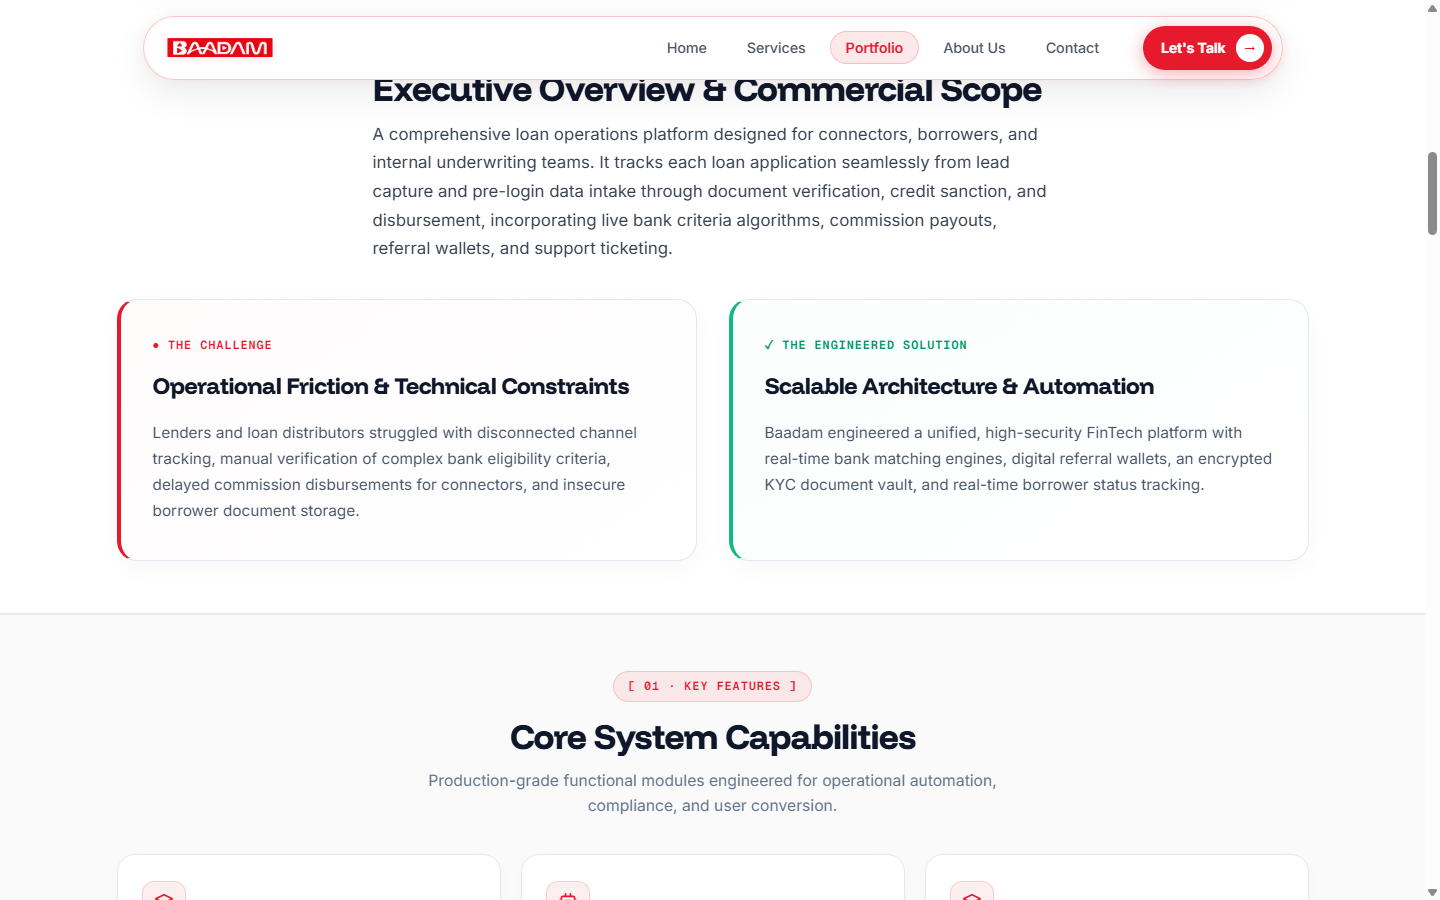 BAADAM
Home
Services
Portfolio
About Us
Contact
Let's Talk →
Executive Overview & Commercial Scope
A comprehensive loan operations platform designed for connectors, borrowers, and
internal underwriting teams. It tracks each loan application seamlessly from lead
capture and pre-login data intake through document verification, credit sanction, and
disbursement, incorporating live bank criteria algorithms, commission payouts,
referral wallets, and support ticketing.
● THE CHALLENGE
Operational Friction & Technical Constraints
Lenders and loan distributors struggled with disconnected channel
tracking, manual verification of complex bank eligibility criteria,
delayed commission disbursements for connectors, and insecure
borrower document storage.
✓ THE ENGINEERED SOLUTION
Scalable Architecture & Automation
Baadam engineered a unified, high-security FinTech platform with
real-time bank matching engines, digital referral wallets, an encrypted
KYC document vault, and real-time borrower status tracking.
[ 01 · KEY FEATURES ]
Core System Capabilities
Production-grade functional modules engineered for operational automation,
compliance, and user conversion.